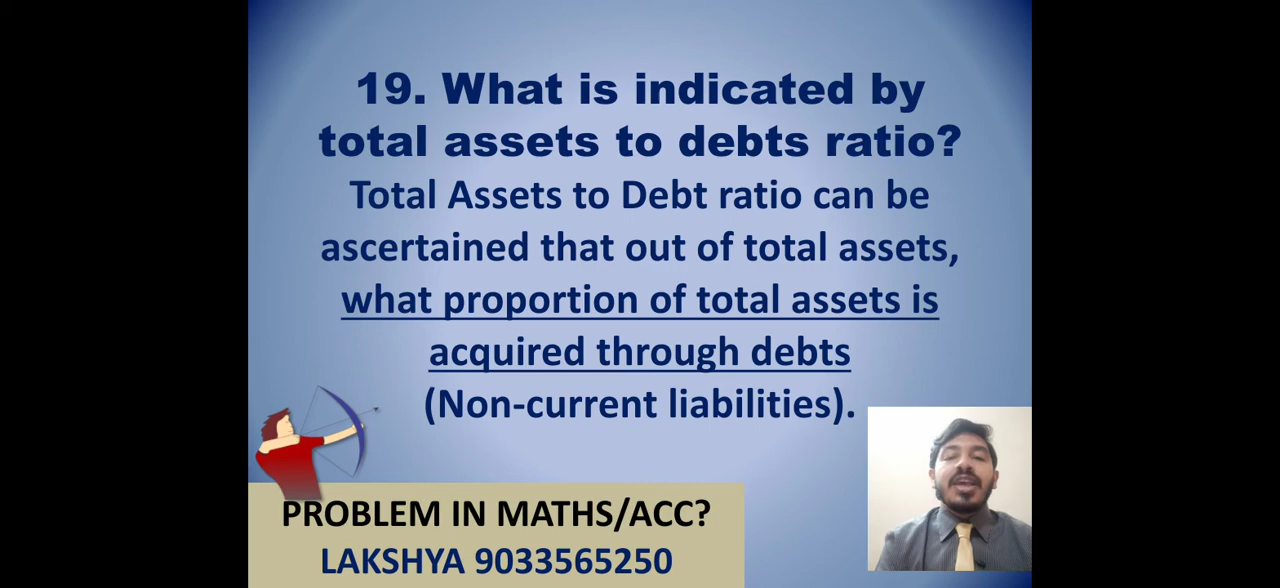 19. What is indicated by
total assets to debts ratio?
Total Assets to Debt ratio can be
ascertained that out of total assets,
what proportion of total assets is
acquired through debts
(Non-current liabilities).
PROBLEM IN MATHS/ACC?
LAKSHYA 9033565250